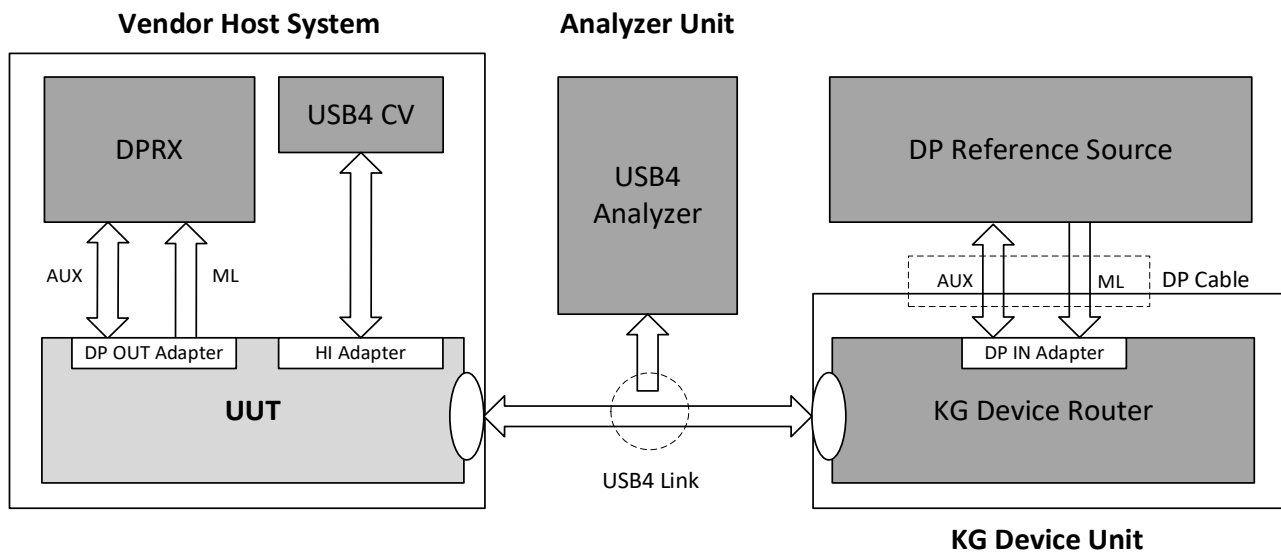 Vendor Host System
Analyzer Unit
DPRX
USB4 CV
USB4
Analyzer
DP Reference Source
AUX
ML
AUX
ML
DP Cable
DP OUT Adapter
HI Adapter
DP IN Adapter
UUT
KG Device Router
USB4 Link
KG Device Unit